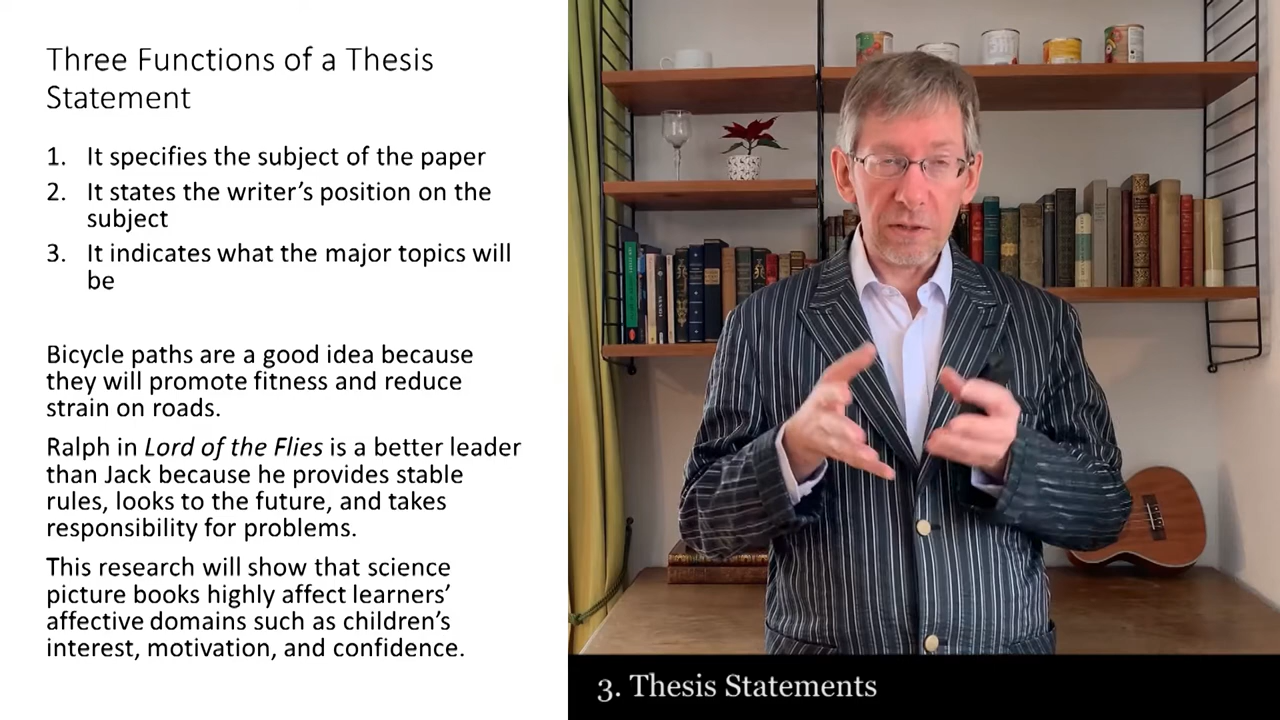 Three Functions of a Thesis
Statement
1. It specifies the subject of the paper
2. It states the writer’s position on the
subject
3. It indicates what the major topics will
be
Bicycle paths are a good idea because
they will promote fitness and reduce
strain on roads.
Ralph in Lord of the Flies is a better leader
than Jack because he provides stable
rules, looks to the future, and takes
responsibility for problems.
This research will show that science
picture books highly affect learners’
affective domains such as children’s
interest, motivation, and confidence.
3. Thesis Statements